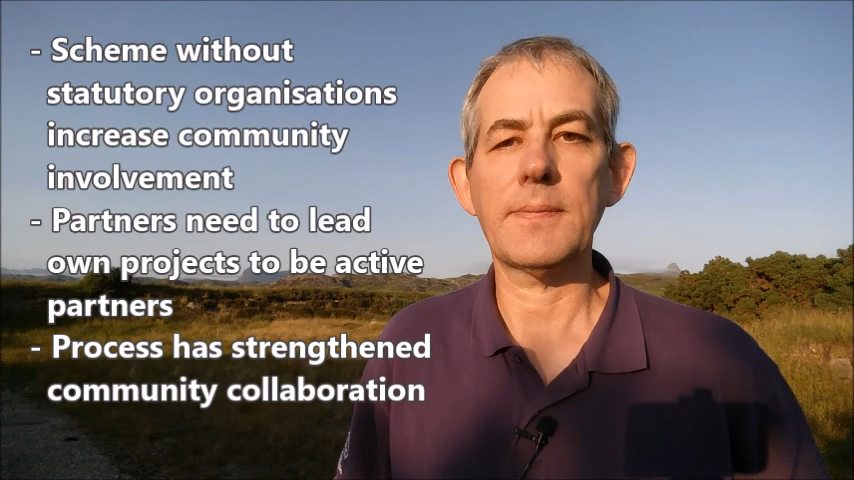 - Scheme without
statutory organisations
increase community
involvement
- Partners need to lead
own projects to be active
partners
- Process has strengthened
community collaboration